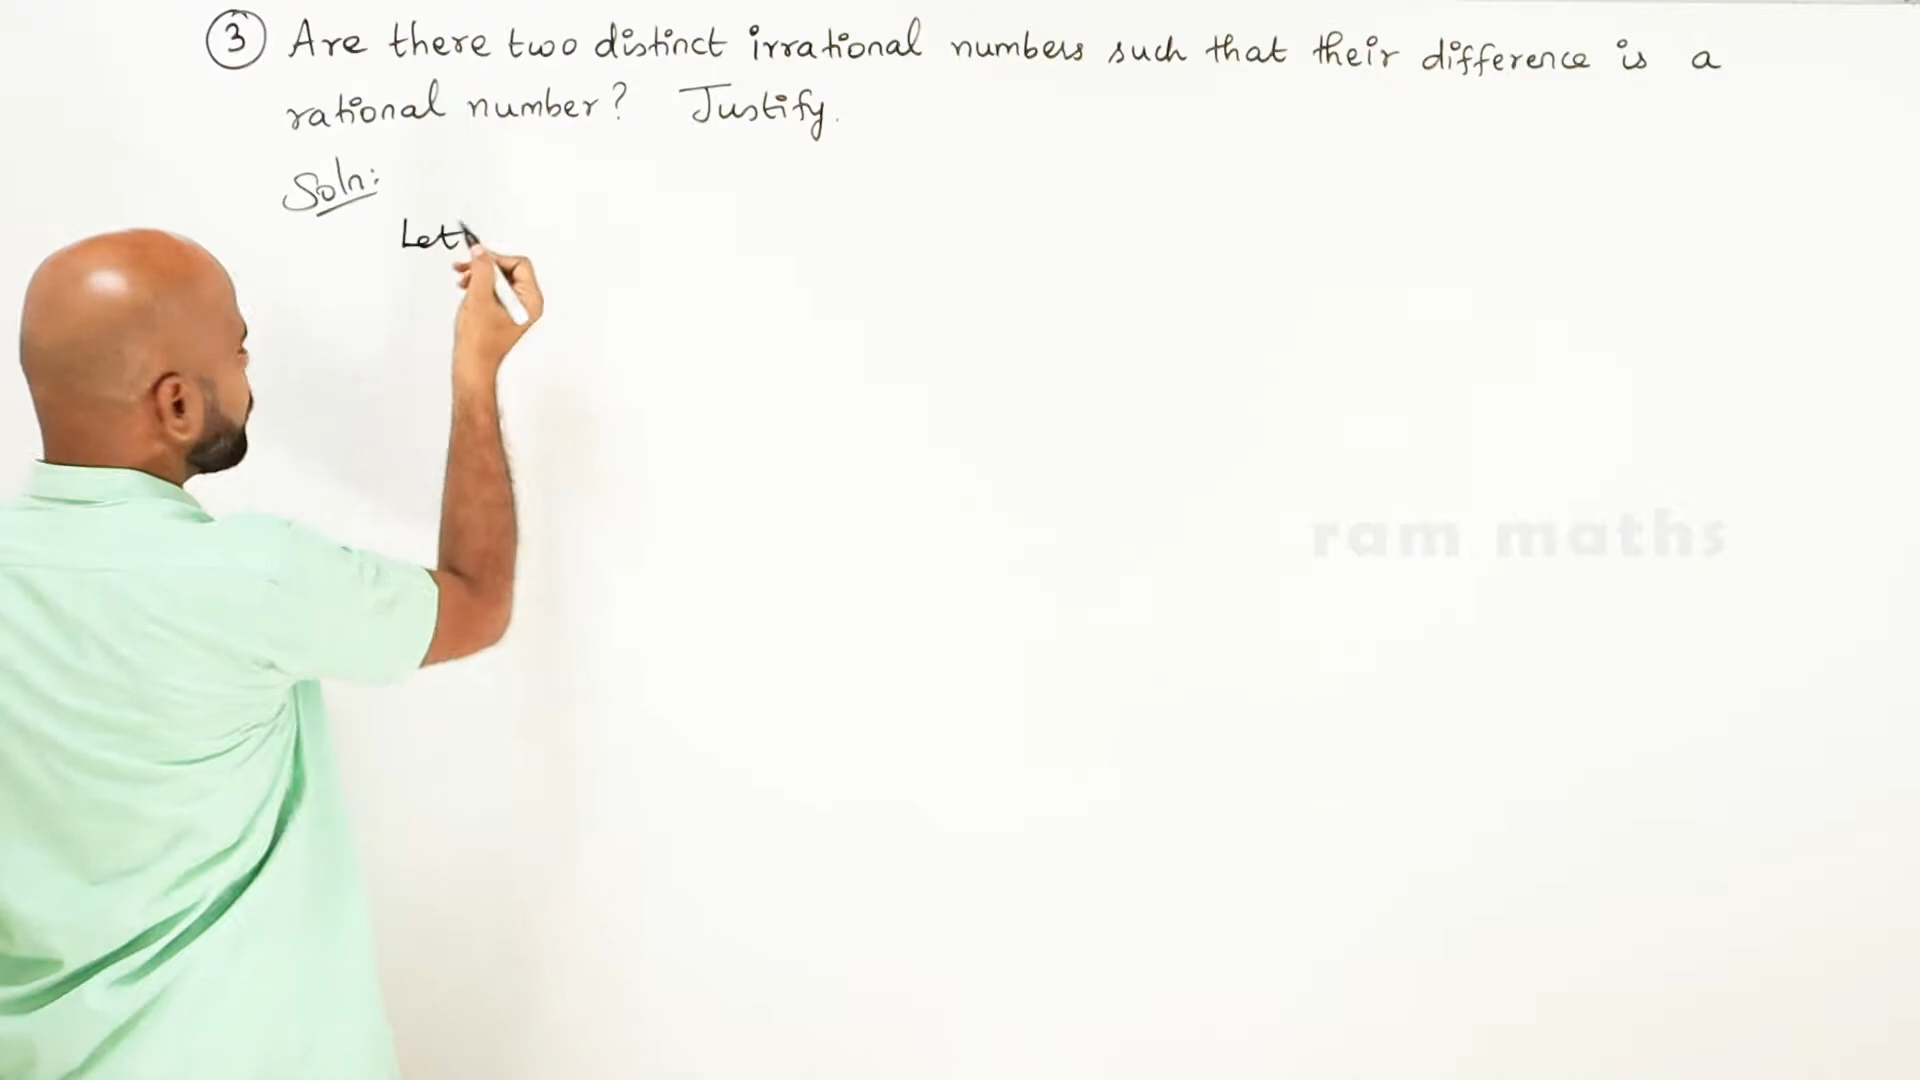 3 Are there two distinct irrational numbers such that their difference is a
rational number? Justify.
Soln:
Let
ram maths